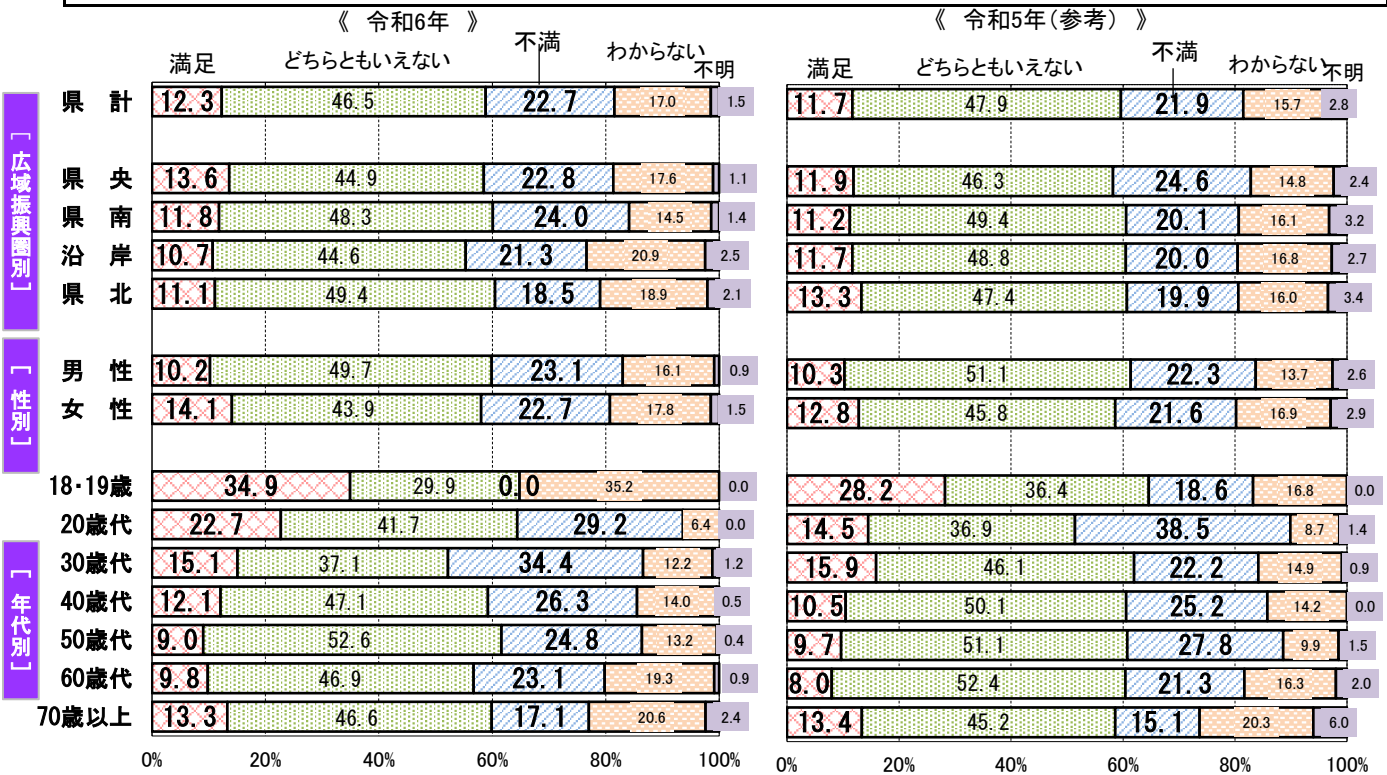 《 令和6年 》
《 令和5年(参考) 》
満足 どちらともいえない 不満 わからない 不明
満足 どちらともいえない 不満 わからない 不明
[広域振興圏別]
県 計 12.3 46.5 22.7 17.0 1.5 11.7 47.9 21.9 15.7 2.8
県 央 13.6 44.9 22.8 17.6 1.1 11.9 46.3 24.6 14.8 2.4
県 南 11.8 48.3 24.0 14.5 1.4 11.2 49.4 20.1 16.1 3.2
沿 岸 10.7 44.6 21.3 20.9 2.5 11.7 48.8 20.0 16.8 2.7
県 北 11.1 49.4 18.5 18.9 2.1 13.3 47.4 19.9 16.0 3.4
[性別]
男 性 10.2 49.7 23.1 16.1 0.9 10.3 51.1 22.3 13.7 2.6
女 性 14.1 43.9 22.7 17.8 1.5 12.8 45.8 21.6 16.9 2.9
[年代別]
18・19歳 34.9 29.9 0.0 35.2 0.0 28.2 36.4 18.6 16.8 0.0
20歳代 22.7 41.7 29.2 6.4 0.0 14.5 36.9 38.5 8.7 1.4
30歳代 15.1 37.1 34.4 12.2 1.2 15.9 46.1 22.2 14.9 0.9
40歳代 12.1 47.1 26.3 14.0 0.5 10.5 50.1 25.2 14.2 0.0
50歳代 9.0 52.6 24.8 13.2 0.4 9.7 51.1 27.8 9.9 1.5
60歳代 9.8 46.9 23.1 19.3 0.9 8.0 52.4 21.3 16.3 2.0
70歳以上 13.3 46.6 17.1 20.6 2.4 13.4 45.2 15.1 20.3 6.0
0% 20% 40% 60% 80% 100%
0% 20% 40% 60% 80% 100%